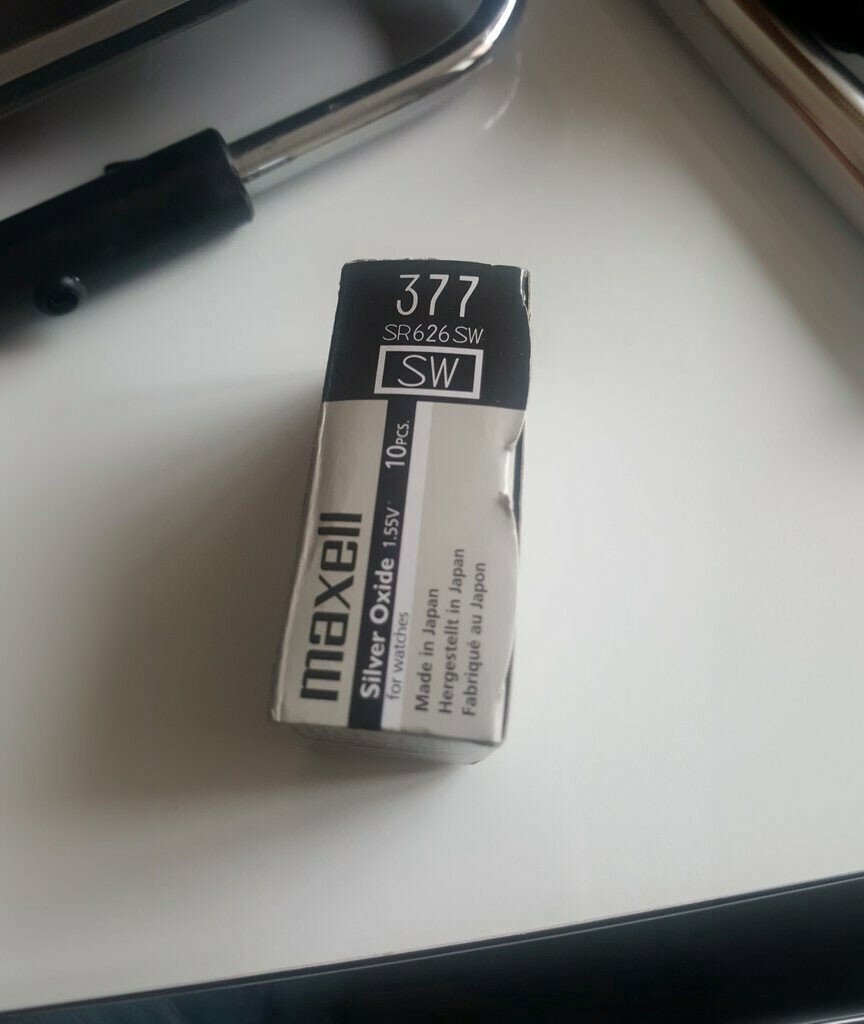 377
SR626SW
SW
maxell
Silver Oxide 1.55V 10PCS.
for watches
Made in Japan
Hergestellt in Japan
Fabriqué au Japon